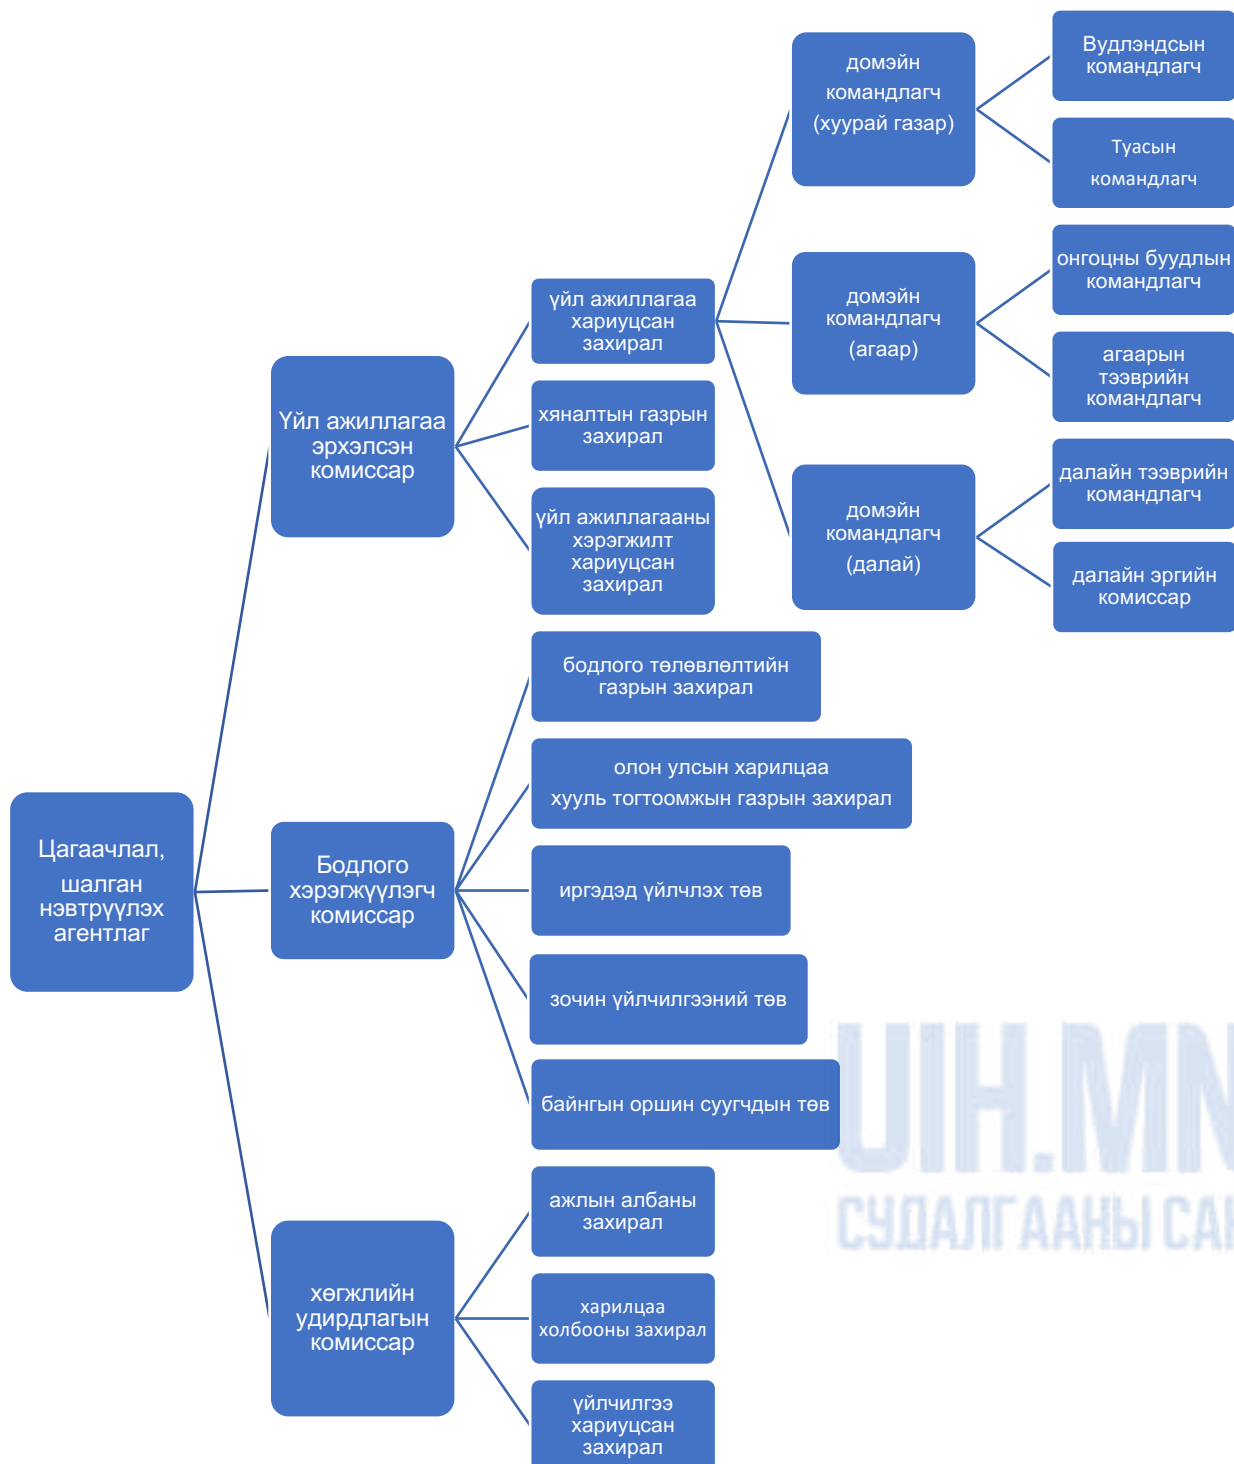 Цагаачлал,
шалган
нэвтрүүлэх
агентлаг
Үйл ажиллагаа
эрхэлсэн
комиссар
үйл ажиллагаа
хариуцсан
захирал
домэйн
командлагч
(хуурай газар)
Вудлэндсын
командлагч
Туасын
командлагч
домэйн
командлагч
(агаар)
онгоцны буудлын
командлагч
агаарын
тээврийн
командлагч
домэйн
командлагч
(далай)
далайн тээврийн
командлагч
далайн эргийн
комиссар
хяналтын газрын
захирал
үйл ажиллагааны
хэрэгжилт
хариуцсан
захирал
Бодлого
хэрэгжүүлэгч
комиссар
бодлого төлөвлөлтийн
газрын захирал
олон улсын харилцаа
хууль тогтоомжын газрын захирал
иргэдэд үйлчлэх төв
зочин үйлчилгээний төв
байнгын оршин суугчдын төв
хөгжлийн
удирдлагын
комиссар
ажлын албаны
захирал
харилцаа
холбооны захирал
үйлчилгээ
хариуцсан
захирал
UIH.MN
СУДАЛГААНЫ САН